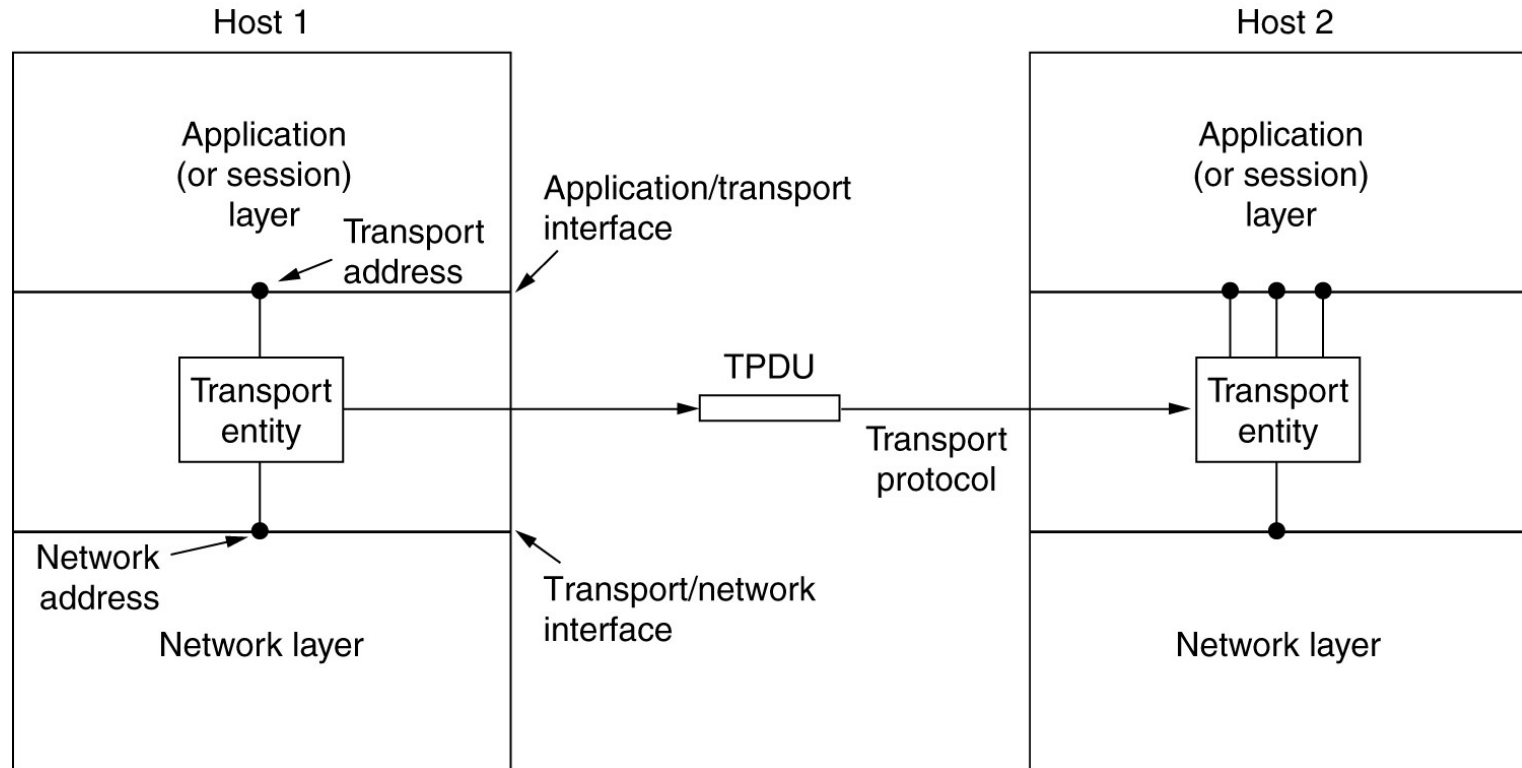 Host 1
Host 2
Application
(or session)
layer
Transport
address
Application/transport
interface
Application
(or session)
layer
Transport
entity
TPDU
Transport
protocol
Transport
entity
Network
address
Transport/network
interface
Network layer
Network layer